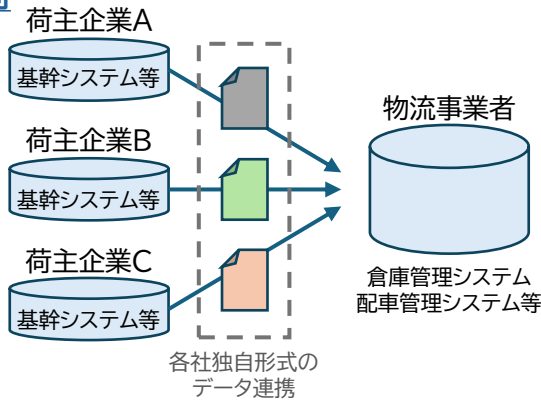 荷主企業A
基幹システム等
荷主企業B
基幹システム等
荷主企業C
基幹システム等
各社独自形式の
データ連携
物流事業者
倉庫管理システム
配車管理システム等